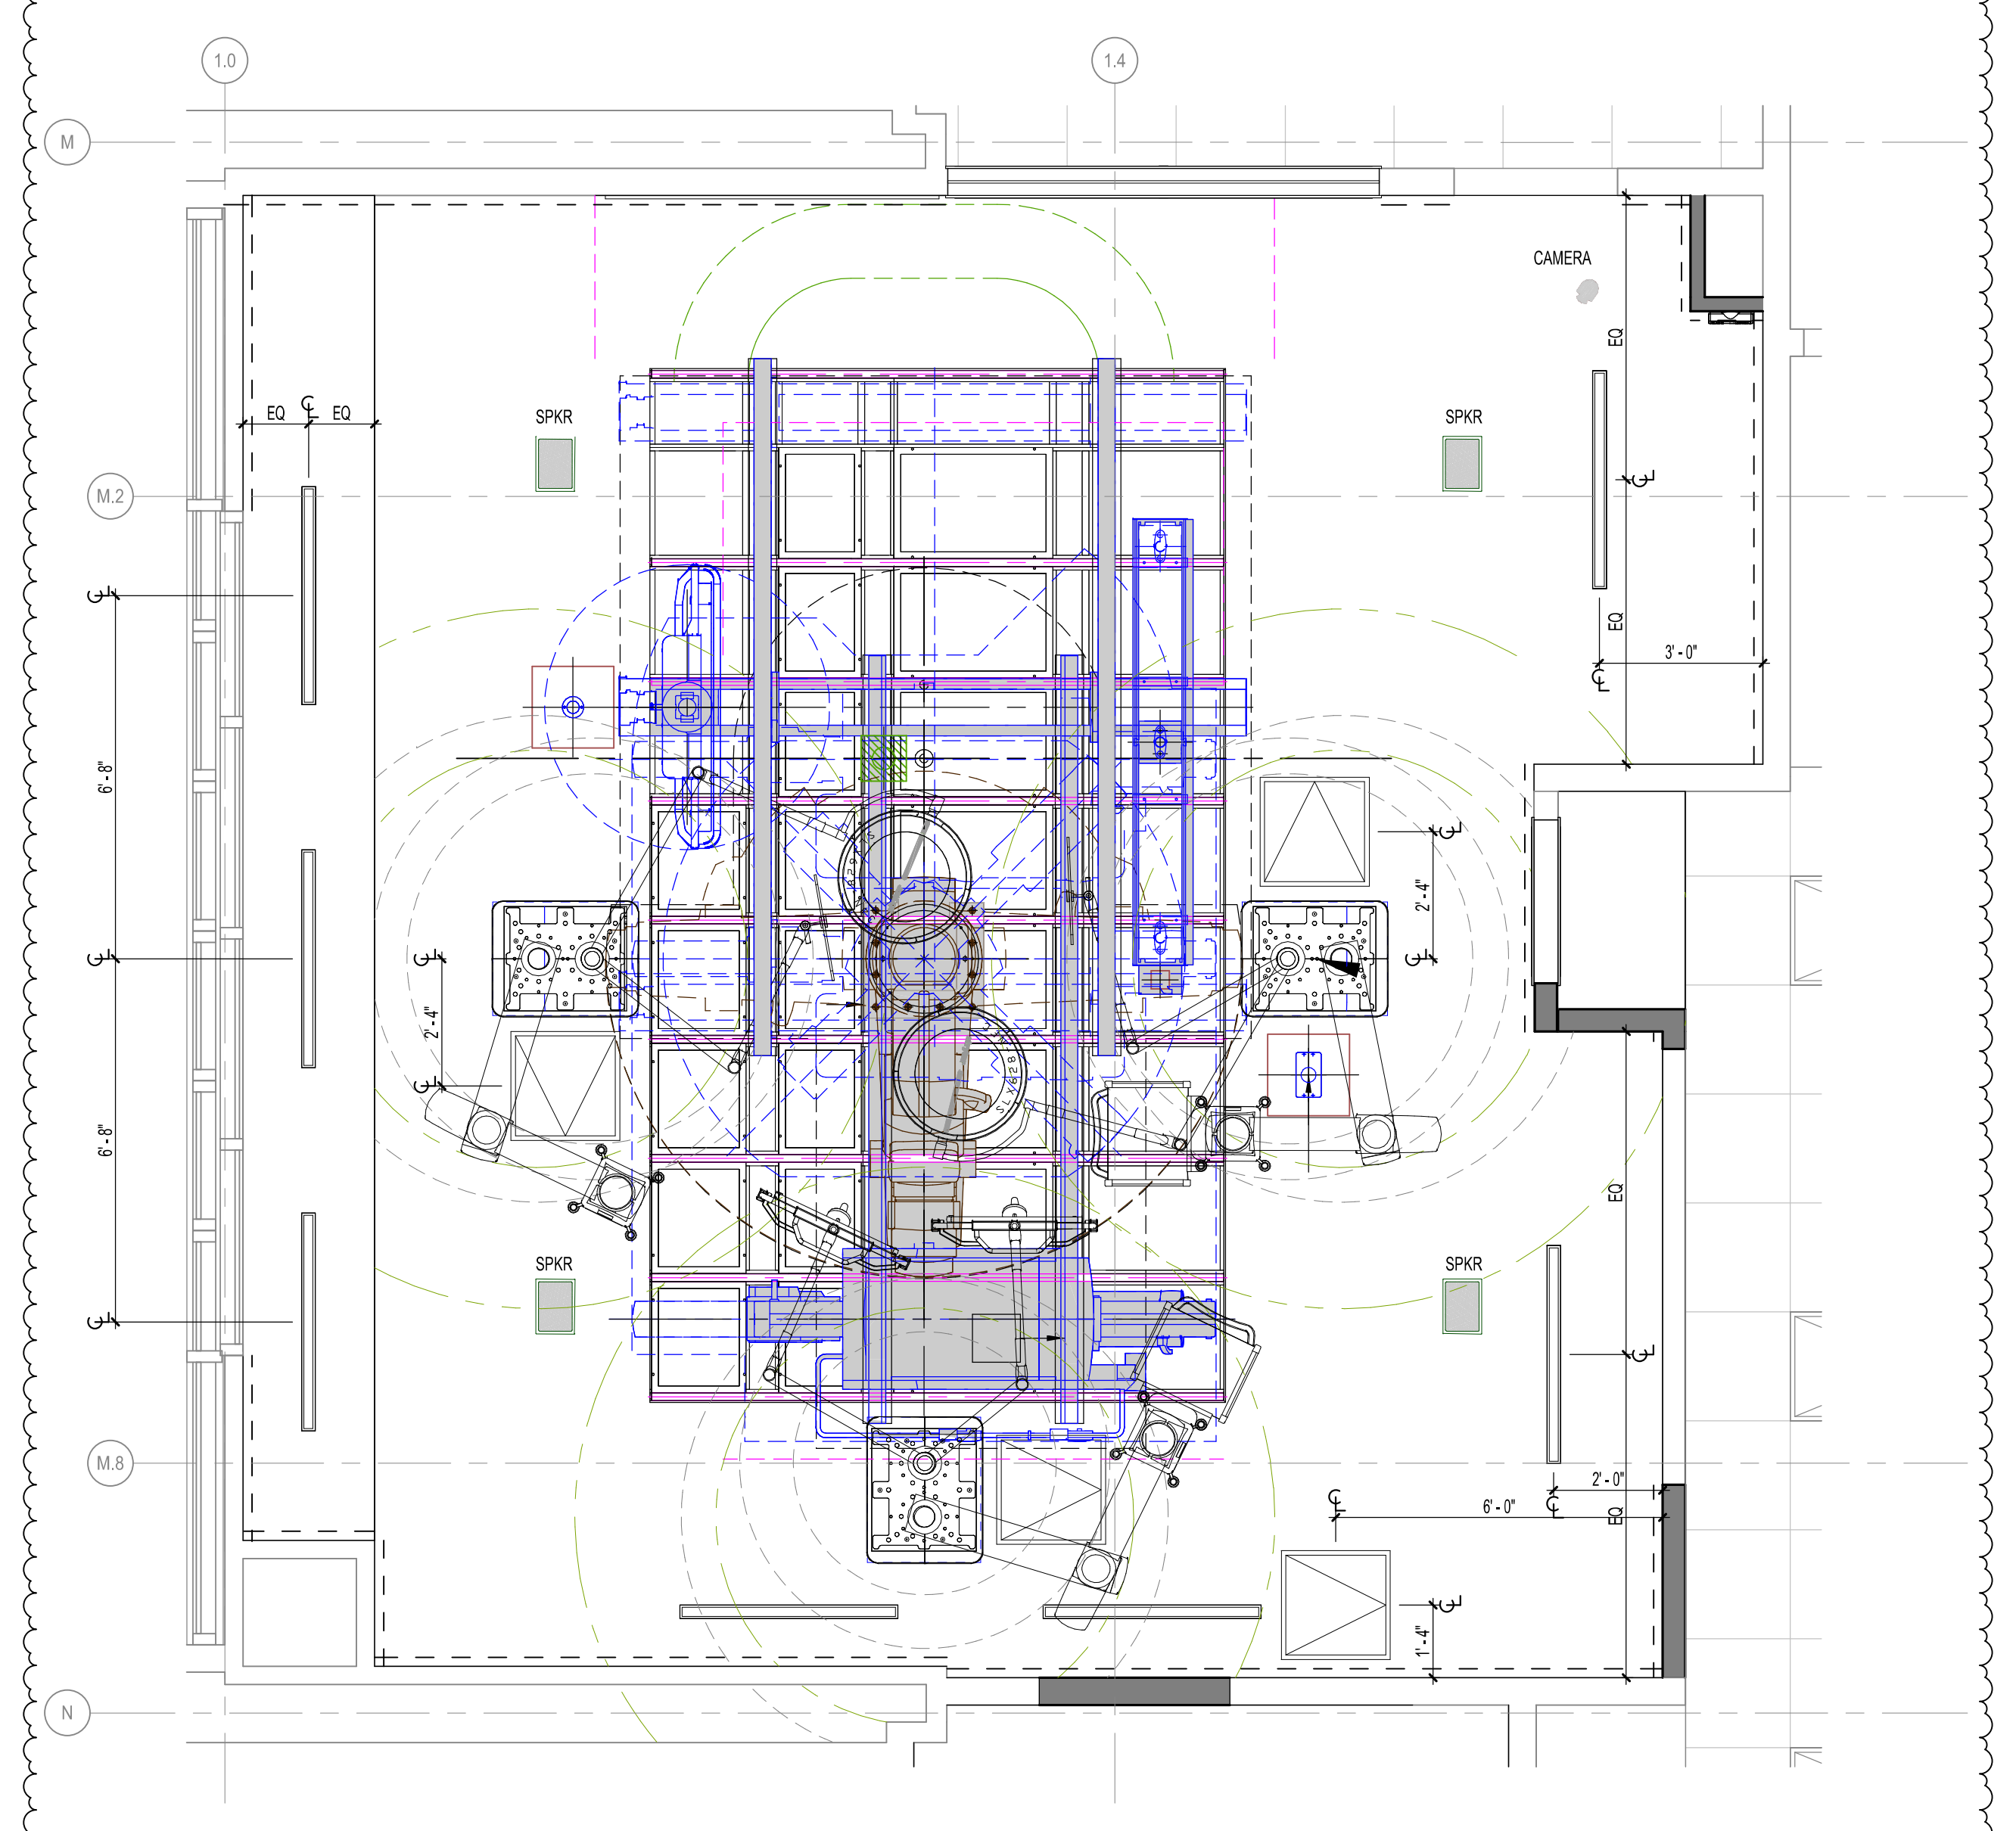 1.0
1.4
M
CAMERA
EQ
EQ
EQ
SPKR
SPKR
M.2
EQ
3' - 0"
6' - 8"
2' - 4"
2' - 4"
6' - 8"
EQ
SPKR
SPKR
M.8
2' - 0"
6' - 0"
EQ
1' - 4"
N